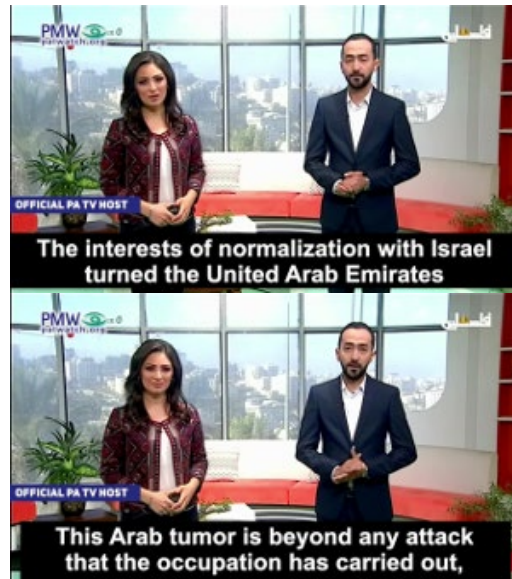 PMW
palwatch.org
فلسطين
OFFICIAL PA TV HOST
The interests of normalization with Israel
turned the United Arab Emirates
PMW
palwatch.org
فلسطين
OFFICIAL PA TV HOST
This Arab tumor is beyond any attack
that the occupation has carried out,